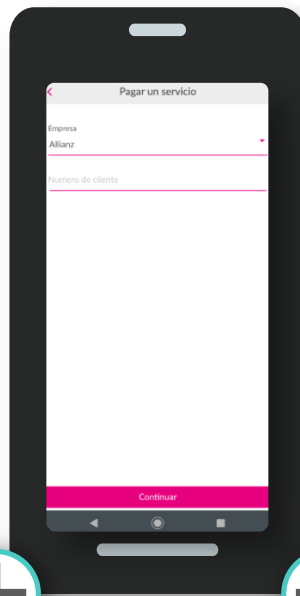 Pagar un servicio
Empresa
Allianz
Numero de cliente
Continuar